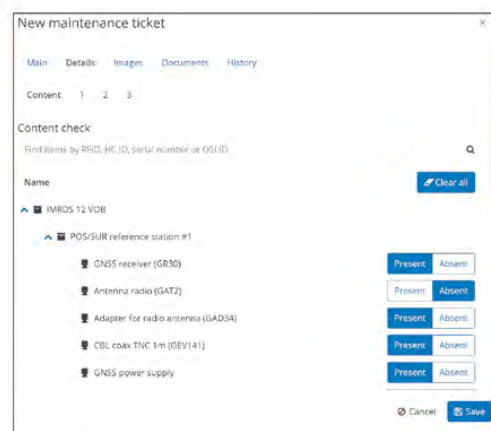 New maintenance ticket ×
Main Details Images Documents History
Content 1 2 3
Content check
Find items by RFID, HC ID, serial number or OSI ID
Name Clear all
IMROS 12 VOB
POS/SUR reference station #1
GNSS receiver (GR30) Present Absent
Antenna radio (GAT2) Present Absent
Adapter for radio antenna (GAD34) Present Absent
CBL coax TNC 1m (GEV141) Present Absent
GNSS power supply Present Absent
Cancel Save